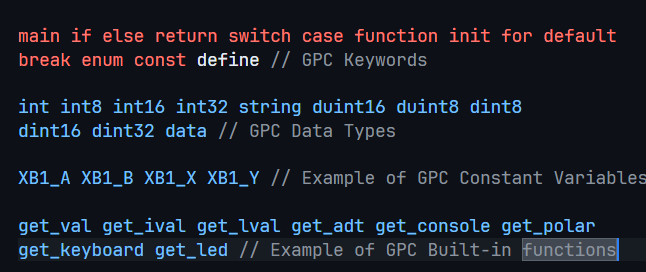 main if else return switch case function init for default
break enum const define // GPC Keywords
int int8 int16 int32 string duint16 duint8 dint8
dint16 dint32 data // GPC Data Types
XB1_A XB1_B XB1_X XB1_Y // Example of GPC Constant Variables
get_val get_ival get_lval get_adt get_console get_polar
get_keyboard get_led // Example of GPC Built-in functions